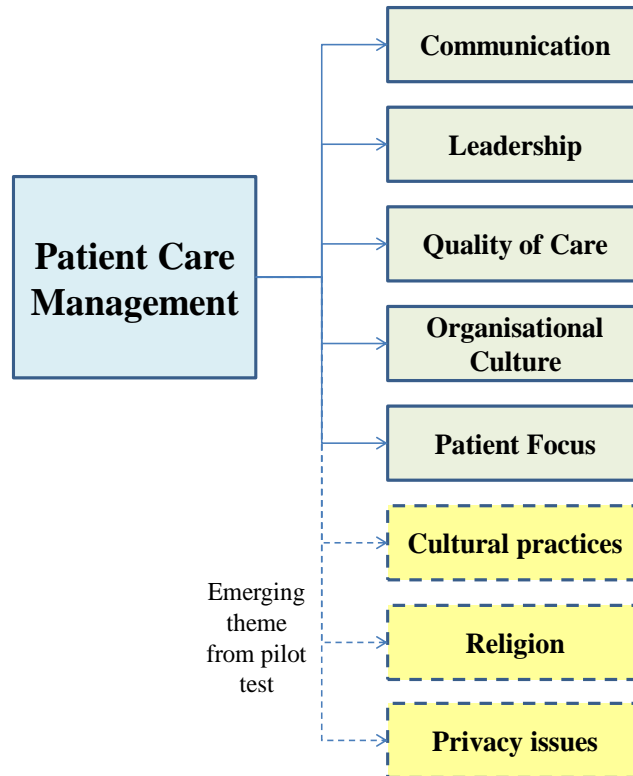 Communication
Leadership
Patient Care
Management
Quality of Care
Organisational
Culture
Patient Focus
Cultural practices
Emerging
theme
from pilot
test
Religion
Privacy issues